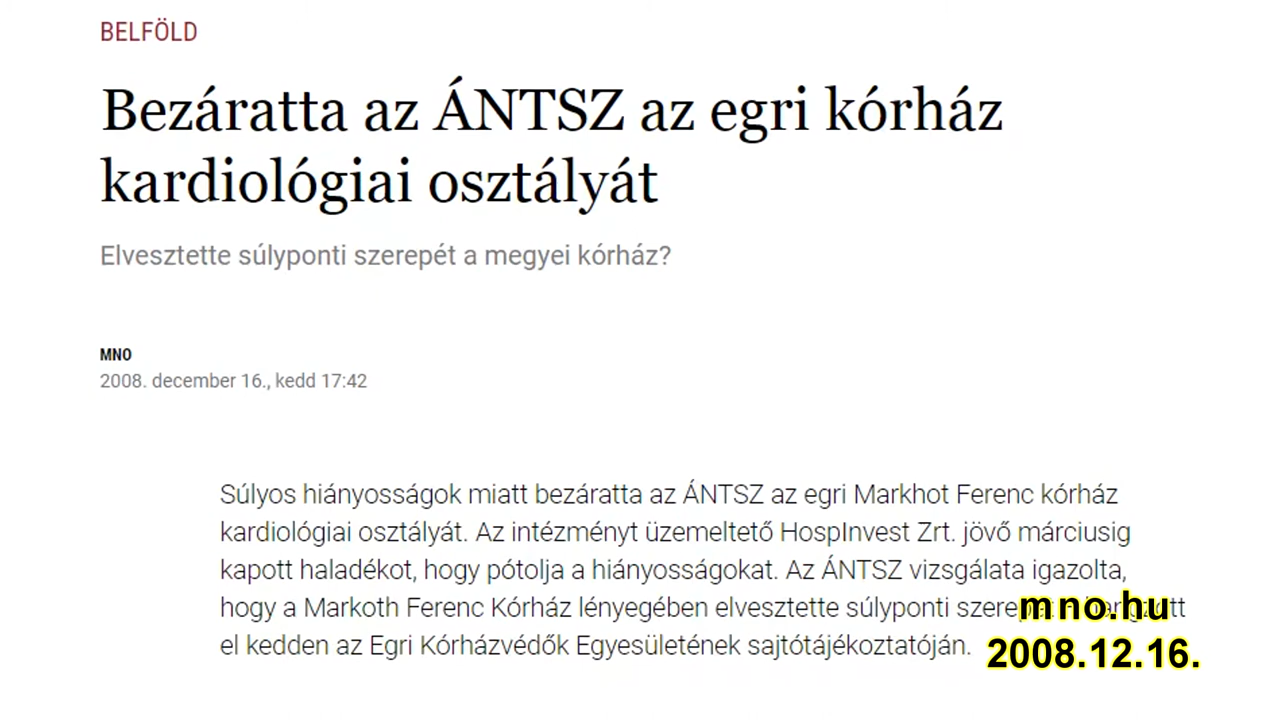 BELFÖLD
Bezáratta az ÁNTSZ az egri kórház
kardiológiai osztályát
Elvesztette súlyponti szerepét a megyei kórház?
MNO
2008. december 16., kedd 17:42
Súlyos hiányosságok miatt bezáratta az ÁNTSZ az egri Markhot Ferenc kórház
kardiológiai osztályát. Az intézményt üzemeltető HospInvest Zrt. jövő márciusig
kapott haladékot, hogy pótolja a hiányosságokat. Az ÁNTSZ vizsgálata igazolta,
hogy a Markoth Ferenc Kórház lényegében elvesztette súlyponti
el kedden az Egri Kórházvédők Egyesületének sajtótájékoztatóján.
mno.hu
2008.12.16.